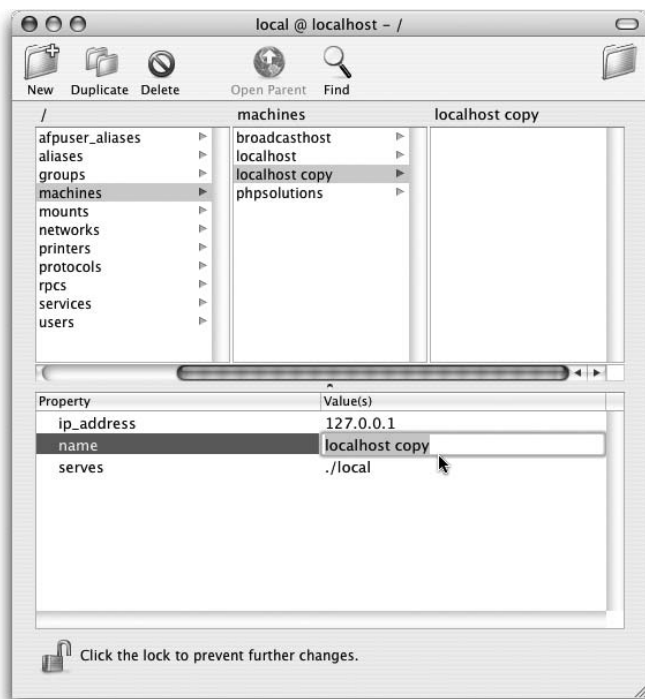 local @ localhost – /
New Duplicate Delete Open Parent Find
/ machines localhost copy
afpuser_aliases broadcasthost
aliases localhost
groups localhost copy
machines phpsolutions
mounts
networks
printers
protocols
rpcs
services
users
Property Value(s)
ip_address 127.0.0.1
name localhost copy
serves ./local
Click the lock to prevent further changes.